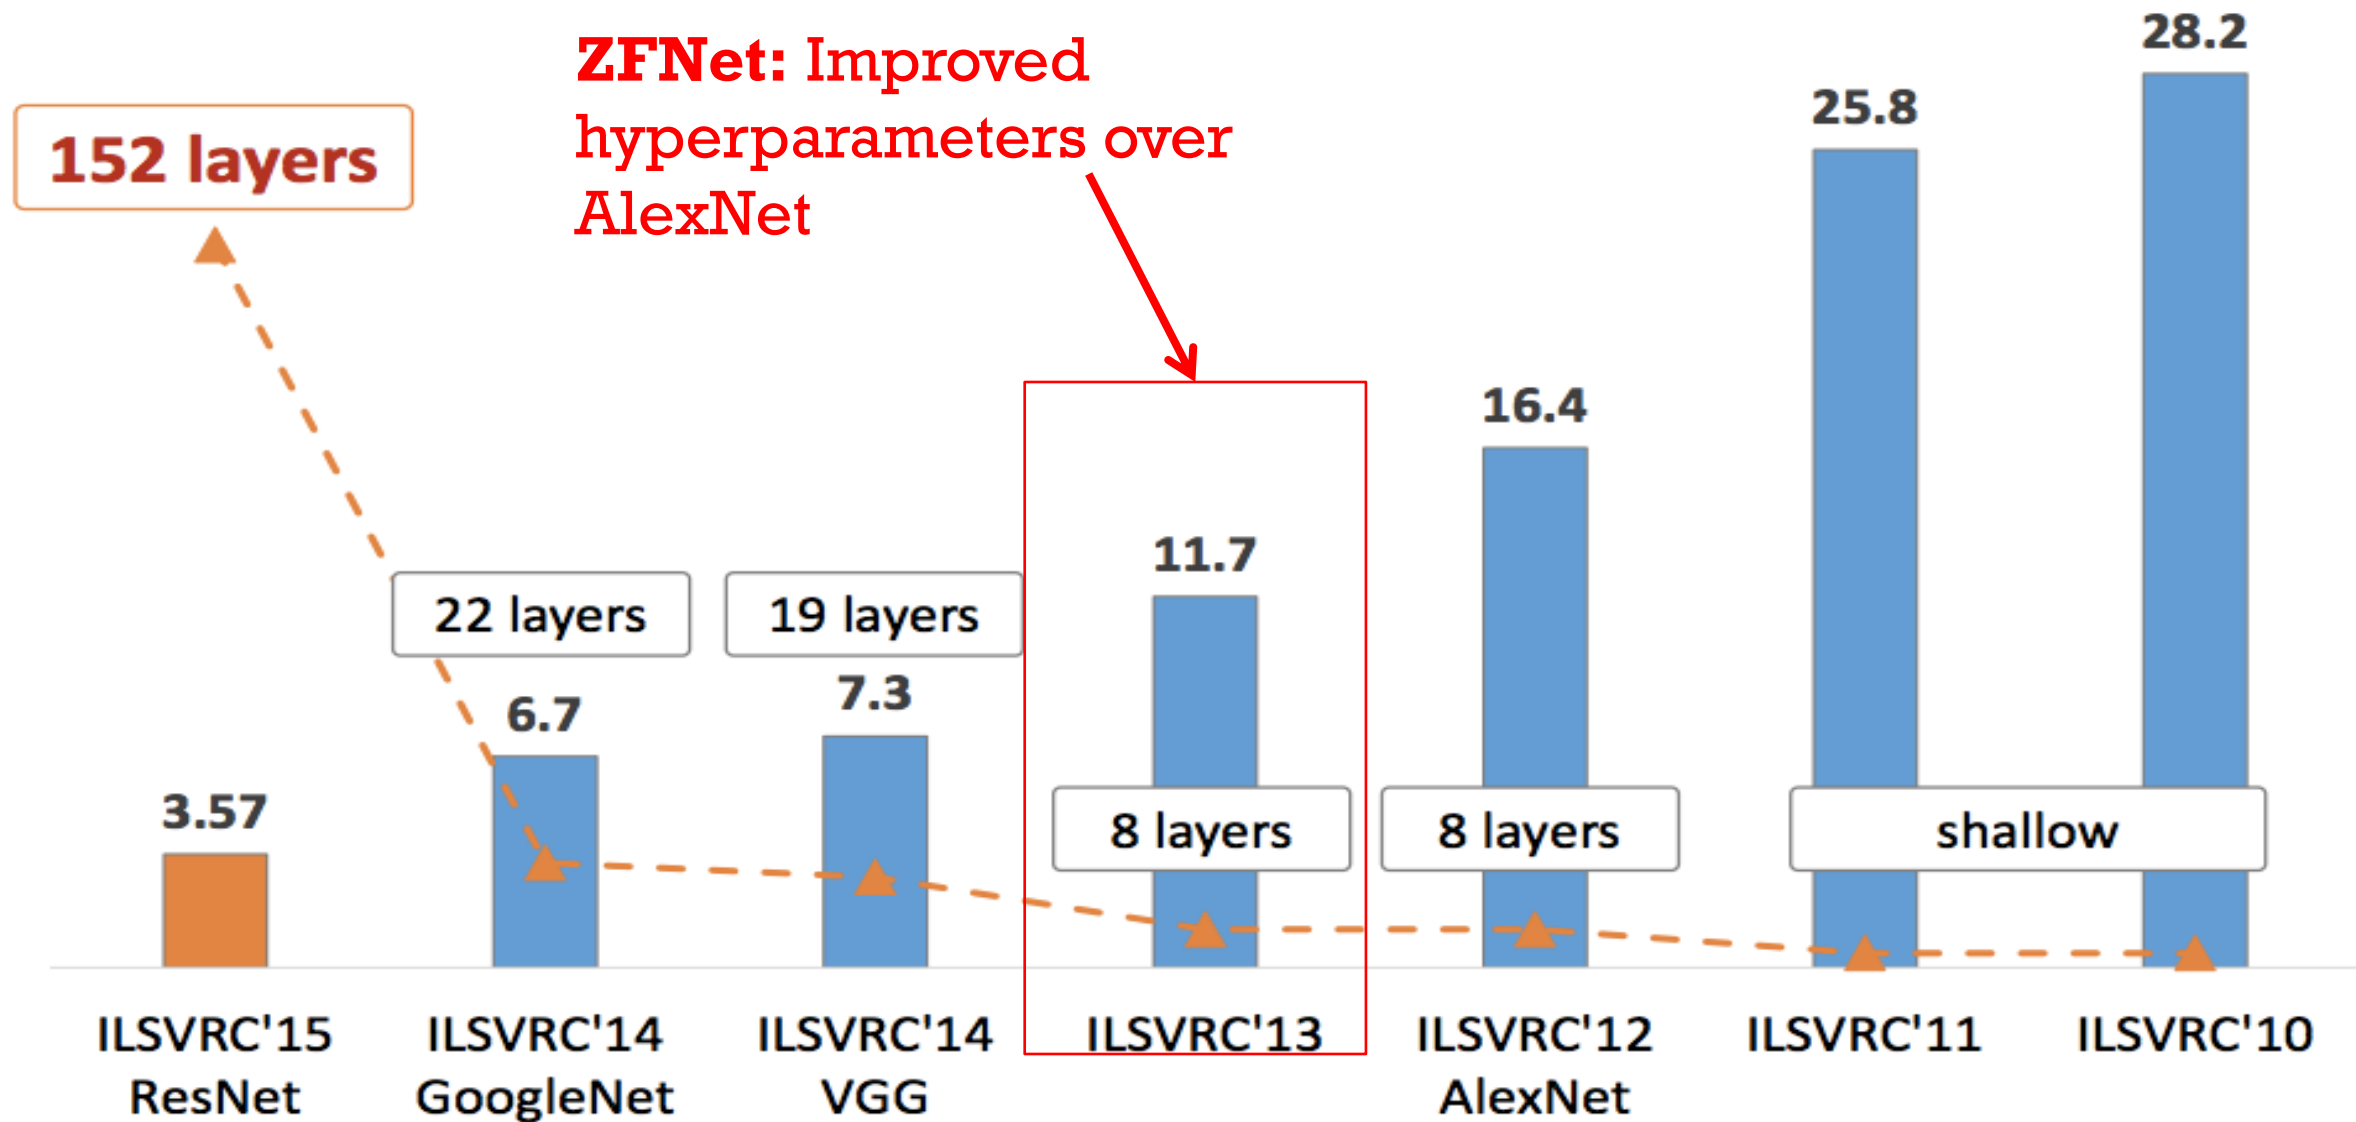 ZFNet: Improved
hyperparameters over
AlexNet
152 layers
28.2
25.8
16.4
11.7
22 layers
19 layers
7.3
6.7
3.57
8 layers
8 layers
shallow
ILSVRC'15
ResNet
ILSVRC'14
GoogleNet
ILSVRC'14
VGG
ILSVRC'13
ILSVRC'12
AlexNet
ILSVRC'11
ILSVRC'10